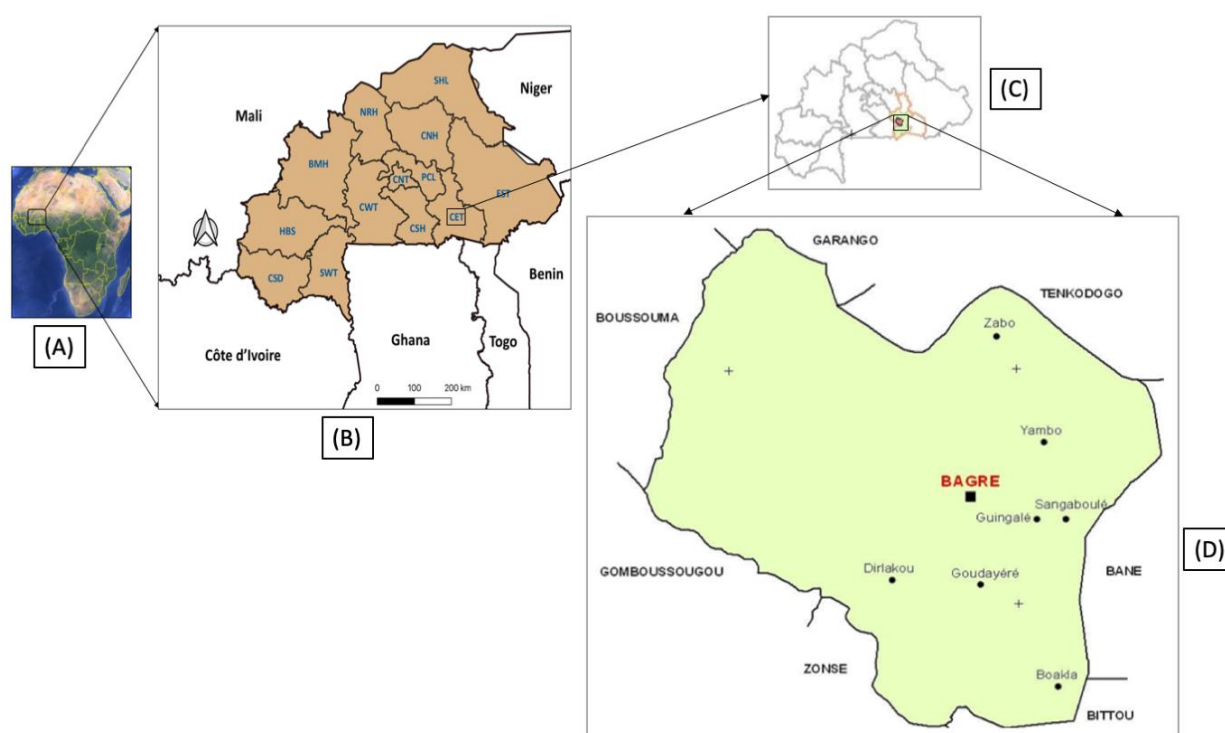 (A)
Mali
Niger
SHL
NRH
CNH
BMH
CNT
PCL
EST
CWT
CET
HBS
CSH
CSD
SWT
Benin
Ghana
Togo
Côte d'Ivoire
0 100 200 km
(B)
(C)
GARANGO
TENKODOGO
BOUSSOUMA
Zabo
Yambo
BAGRE
Sangaboulé
Guingalé
GOMBOUSSOUGOU
Dirlakou
Goudayéré
BANE
ZONSE
Boakla
BITTOU
(D)